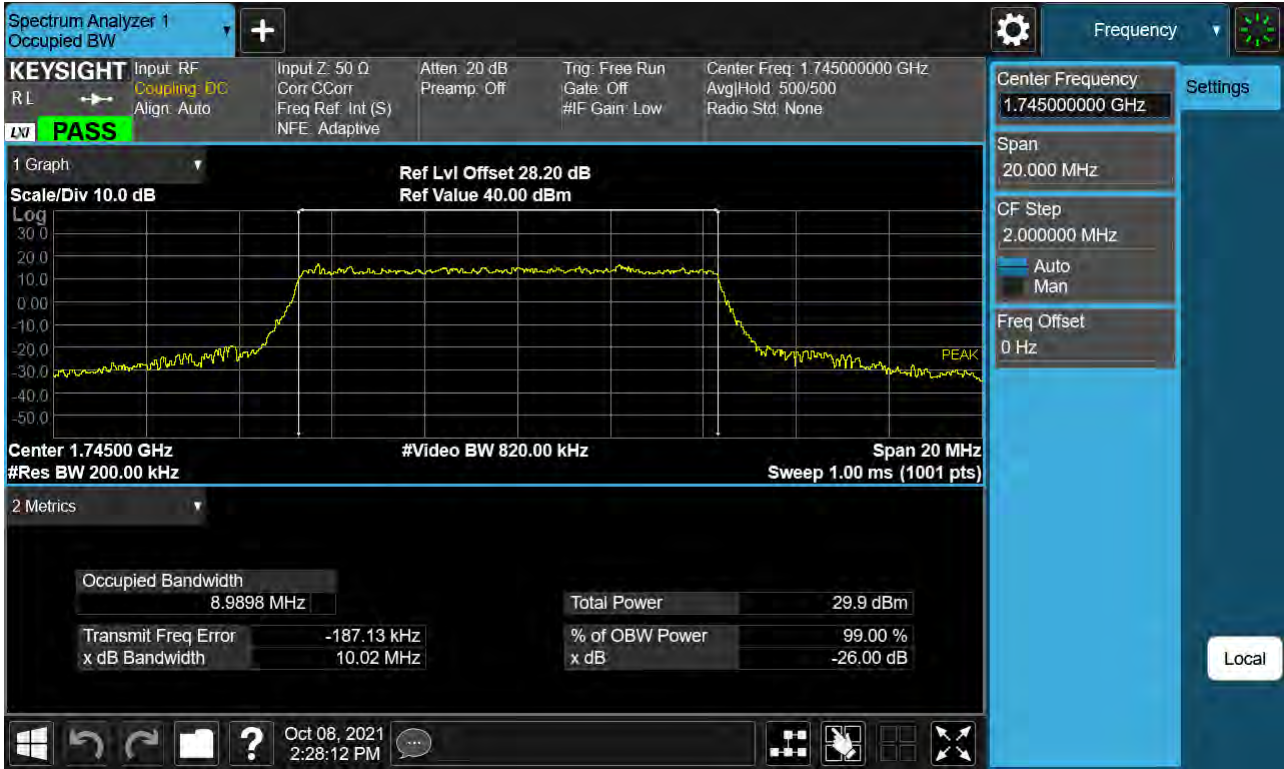 Spectrum Analyzer 1
Occupied BW
+
Frequency
KEYSIGHT
RL
LXI
PASS
Input: RF
Coupling: DC
Align: Auto
Input Z: 50 Ω
Corr CCorr
Freq Ref: Int (S)
NFE: Adaptive
Atten: 20 dB
Preamp: Off
Trig: Free Run
Gate: Off
#IF Gain: Low
Center Freq: 1.745000000 GHz
Avg|Hold: 500/500
Radio Std: None
Center Frequency
1.745000000 GHz
Settings
Span
20.000 MHz
CF Step
2.000000 MHz
Auto
Man
Freq Offset
0 Hz
Local
1 Graph
Scale/Div 10.0 dB
Ref Lvl Offset 28.20 dB
Ref Value 40.00 dBm
Log
30.0
20.0
10.0
0.00
-10.0
-20.0
-30.0
-40.0
-50.0
PEAK
Center 1.74500 GHz
#Video BW 820.00 kHz
Span 20 MHz
#Res BW 200.00 kHz
Sweep 1.00 ms (1001 pts)
2 Metrics
Occupied Bandwidth
8.9898 MHz
Total Power 29.9 dBm
Transmit Freq Error -187.13 kHz
% of OBW Power 99.00 %
x dB Bandwidth 10.02 MHz
x dB -26.00 dB
?
Oct 08, 2021
2:28:12 PM